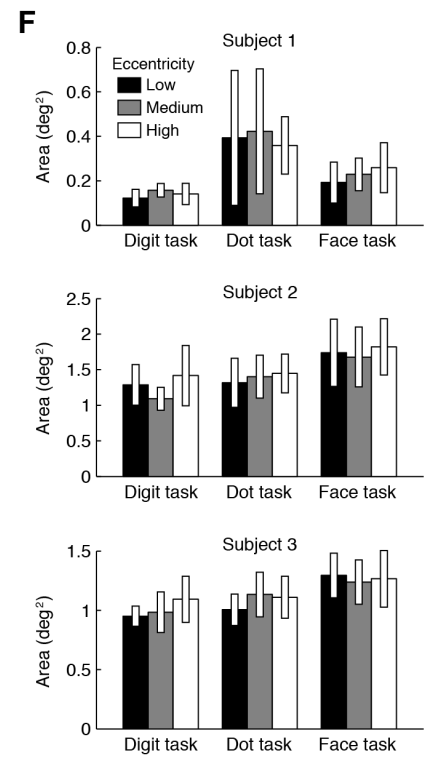 F
Subject 1
Eccentricity
Low
Medium
High
Area (deg²)
0.8
0.6
0.4
0.2
0
Digit task Dot task Face task
Subject 2
Area (deg²)
2.5
2
1.5
1
0.5
0
Digit task Dot task Face task
Subject 3
Area (deg²)
1.5
1
0.5
0
Digit task Dot task Face task